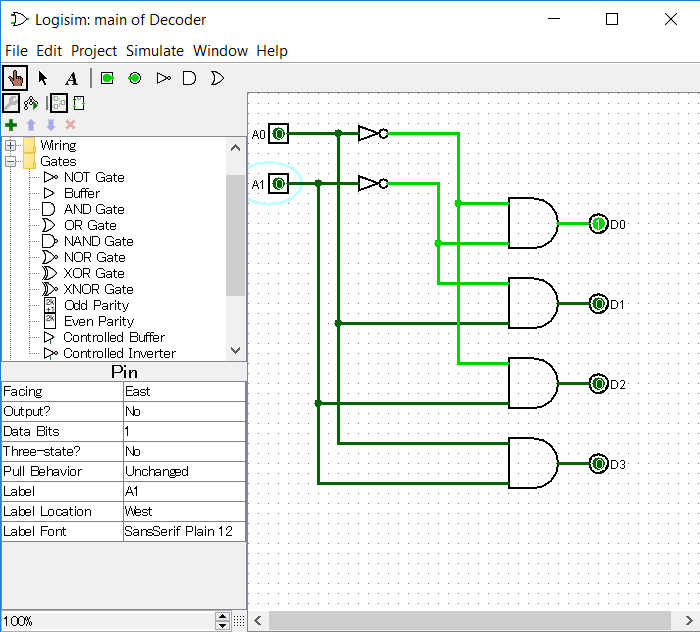 Logisim: main of Decoder
File Edit Project Simulate Window Help
A
Wiring
Gates
NOT Gate
Buffer
AND Gate
OR Gate
NAND Gate
NOR Gate
XOR Gate
XNOR Gate
Odd Parity
Even Parity
Controlled Buffer
Controlled Inverter
Pin
Facing East
Output? No
Data Bits 1
Three-state? No
Pull Behavior Unchanged
Label A1
Label Location West
Label Font SansSerif Plain 12
100%
A0 0
A1 0
1 D0
0 D1
0 D2
0 D3